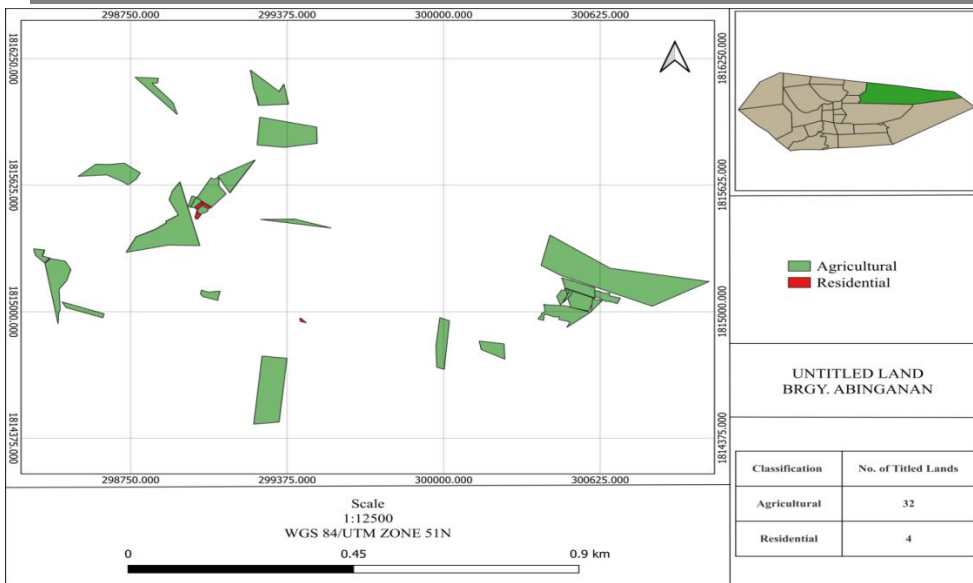 298750.000 299375.000 300000.000 300625.000
1816250.000 1816250.000
1815625.000 1815625.000
1815000.000 1815000.000
1814375.000 1814375.000
298750.000 299375.000 300000.000 300625.000
Scale
1:12500
WGS 84/UTM ZONE 51N
0 0.45 0.9 km
Agricultural
Residential
UNTITLED LAND
BRGY. ABINGANAN
Classification No. of Titled Lands
Agricultural 32
Residential 4